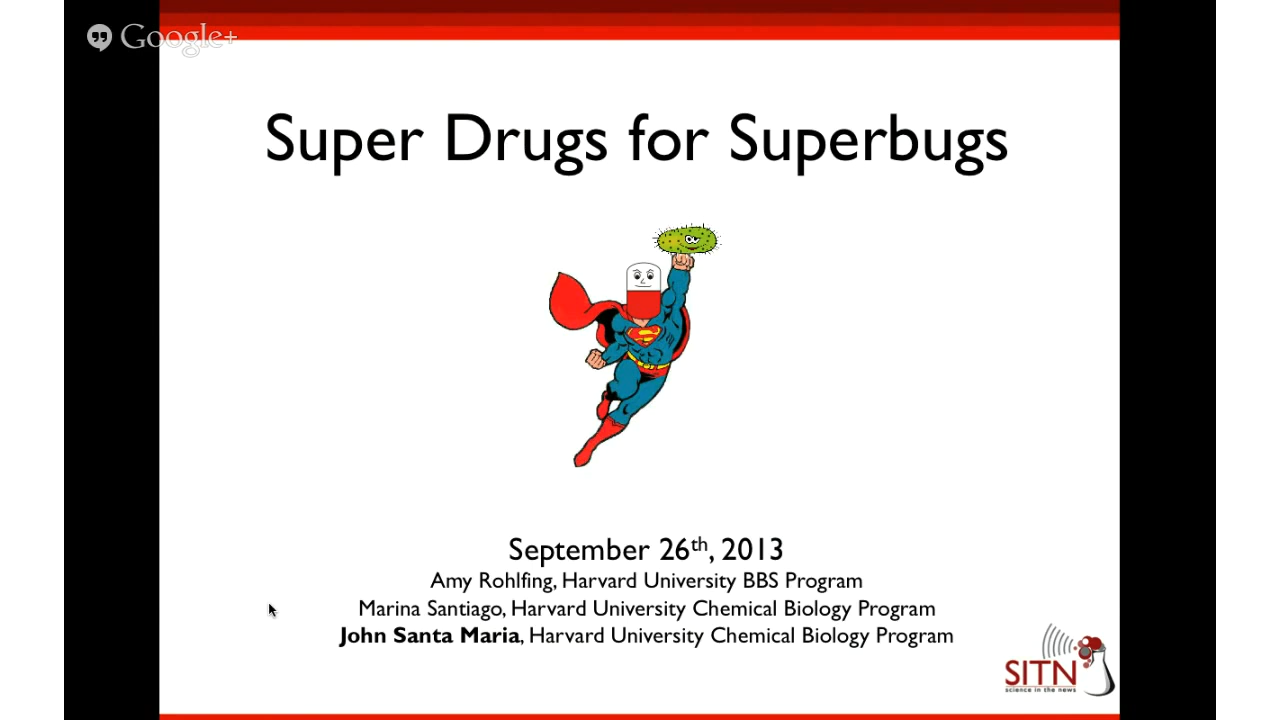 Google+
Super Drugs for Superbugs
September 26th, 2013
Amy Rohlfing, Harvard University BBS Program
Marina Santiago, Harvard University Chemical Biology Program
John Santa Maria, Harvard University Chemical Biology Program
SITN
science in the news